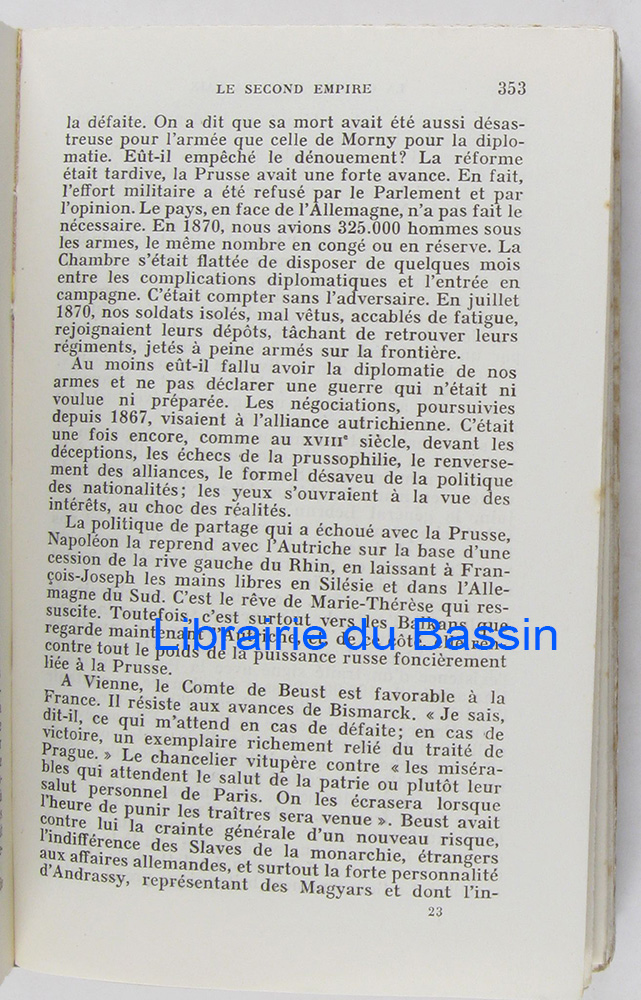 LE SECOND EMPIRE 353
la défaite. On a dit que sa mort avait été aussi désas-
treuse pour l'armée que celle de Morny pour la diplo-
matie. Eût-il empêché le dénouement? La réforme
était tardive, la Prusse avait une forte avance. En fait,
l'effort militaire a été refusé par le Parlement et par
l'opinion. Le pays, en face de l'Allemagne, n'a pas fait le
nécessaire. En 1870, nous avions 325.000 hommes sous
les armes, le même nombre en congé ou en réserve. La
Chambre s'était flattée de disposer de quelques mois
entre les complications diplomatiques et l'entrée en
campagne. C'était compter sans l'adversaire. En juillet
1870, nos soldats isolés, mal vêtus, accablés de fatigue,
rejoignaient leurs dépôts, tâchant de retrouver leurs
régiments, jetés à peine armés sur la frontière.
Au moins eût-il fallu avoir la diplomatie de nos
armes et ne pas déclarer une guerre qui n'était ni
voulue ni préparée. Les négociations, poursuivies
depuis 1867, visaient à l'alliance autrichienne. C'était
une fois encore, comme au XVIIIe siècle, devant les
déceptions, les échecs de la prussophilie, le renverse-
ment des alliances, le formel désaveu de la politique
des nationalités; les yeux s'ouvraient à la vue des
intérêts, au choc des réalités.
La politique de partage qui a échoué avec la Prusse,
Napoléon la reprend avec l'Autriche sur la base d'une
cession de la rive gauche du Rhin, en laissant à Fran-
çois-Joseph les mains libres en Silésie et dans l'Alle-
magne du Sud. C'est le rêve de Marie-Thérèse qui res-
suscite. Toutefois, c'est surtout vers les Balkans que
regarde maintenant l'Autriche, et de ce côté, elle ren-
contre tout le poids de la puissance russe foncièrement
liée à la Prusse.
Librairie du Bassin
A Vienne, le Comte de Beust est favorable à la
France. Il résiste aux avances de Bismarck. « Je sais,
dit-il, ce qui m'attend en cas de défaite; en cas de
victoire, un exemplaire richement relié du traité de
Prague. » Le chancelier vitupère contre « les miséra-
bles qui attendent le salut de la patrie ou plutôt leur
salut personnel de Paris. On les écrasera lorsque
l'heure de punir les traîtres sera venue ». Beust avait
contre lui la crainte générale d'un nouveau risque,
l'indifférence des Slaves de la monarchie, étrangers
aux affaires allemandes, et surtout la forte personnalité
d'Andrassy, représentant des Magyars et dont l'in-
23